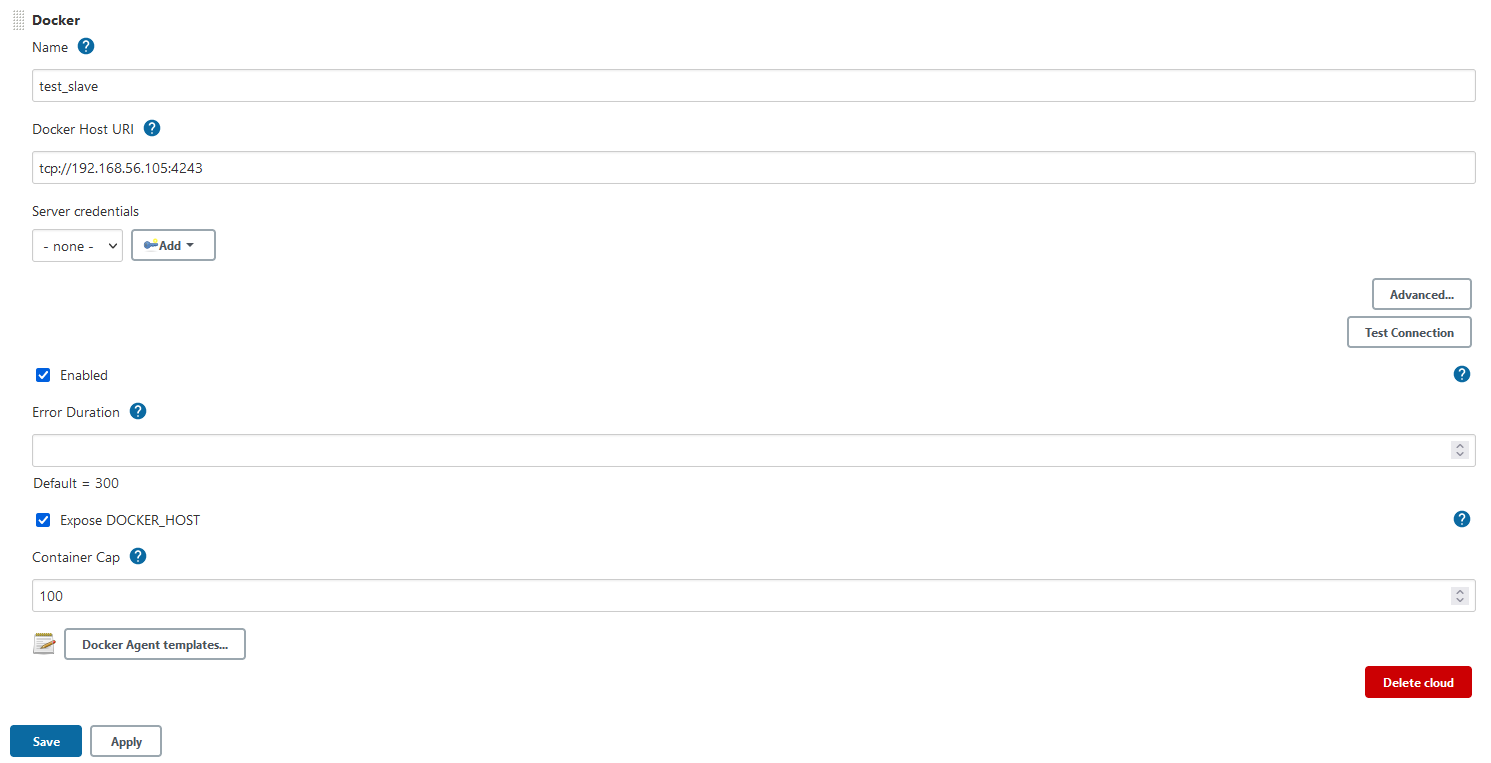 Docker
Name ?
test_slave
Docker Host URI ?
tcp://192.168.56.105:4243
Server credentials
- none - Add
Advanced...
Test Connection
Enabled ?
Error Duration ?
Default = 300
Expose DOCKER_HOST ?
Container Cap ?
100
Docker Agent templates...
Delete cloud
Save Apply